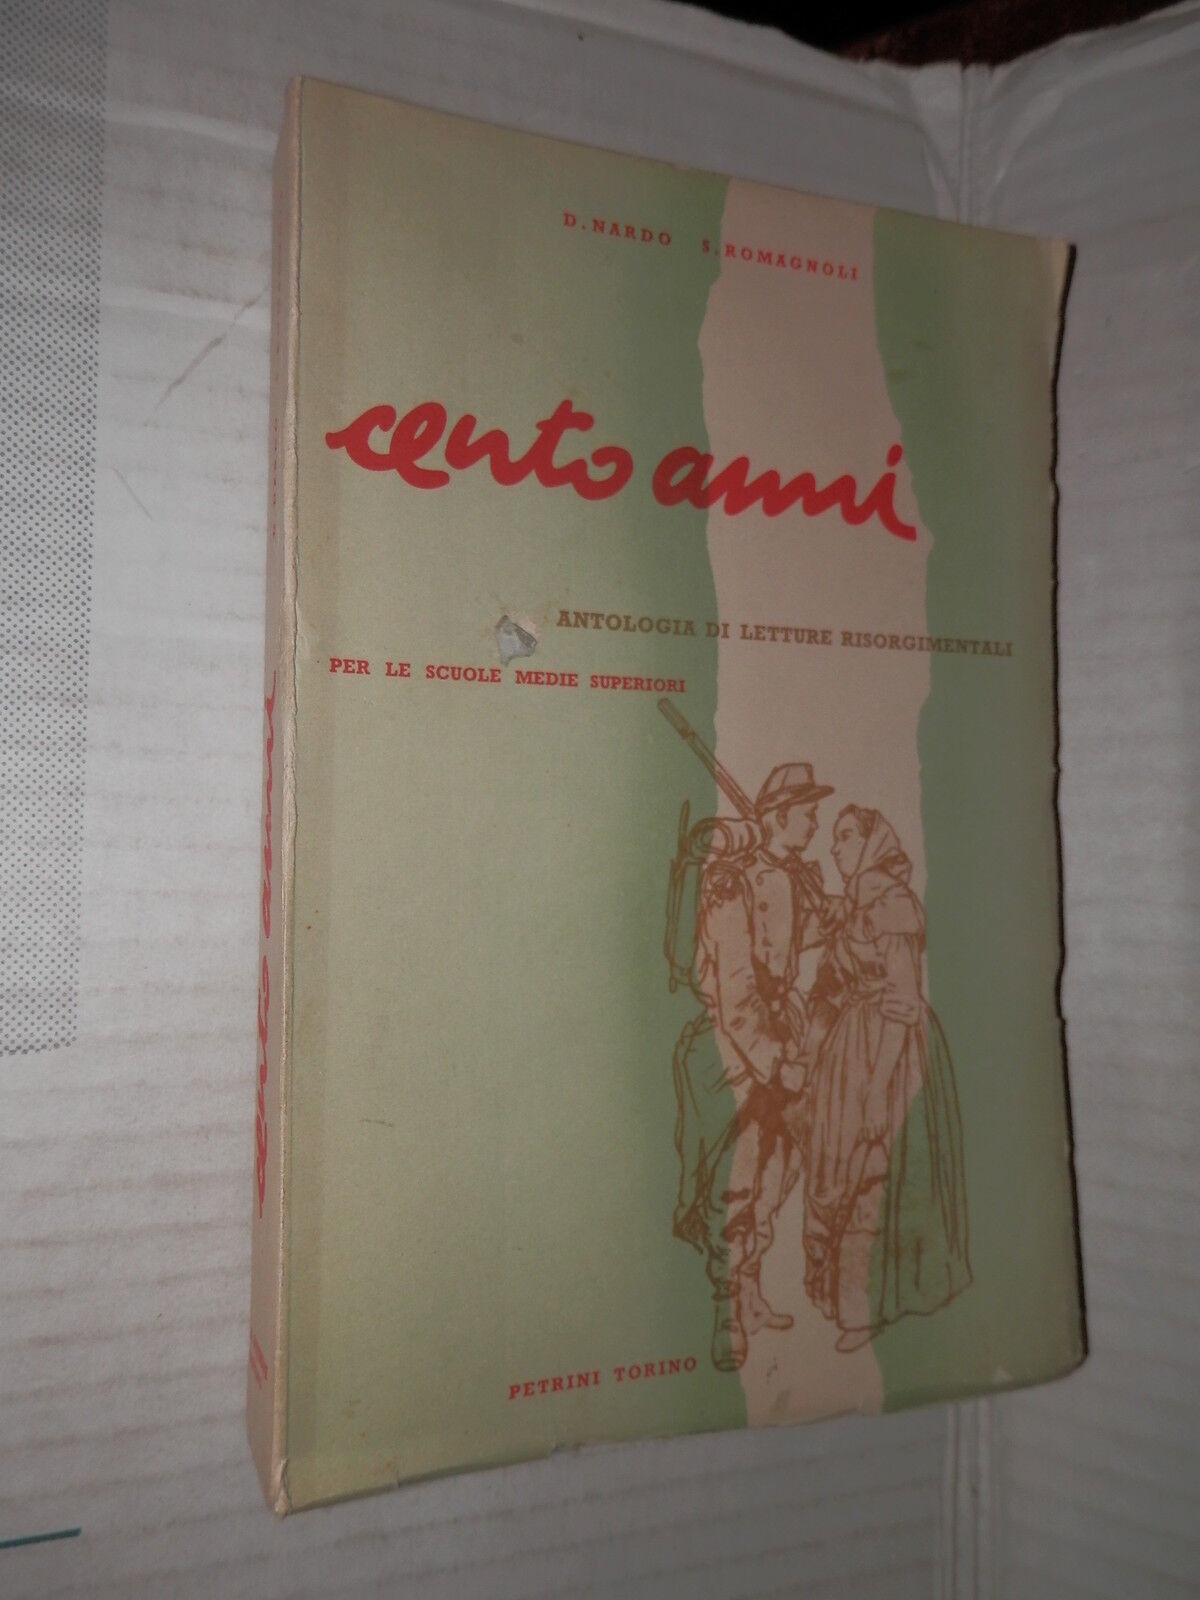 D. NARDO S. ROMAGNOLI
cento anni
ANTOLOGIA DI LETTURE RISORGIMENTALI
PER LE SCUOLE MEDIE SUPERIORI
PETRINI TORINO
cento anni